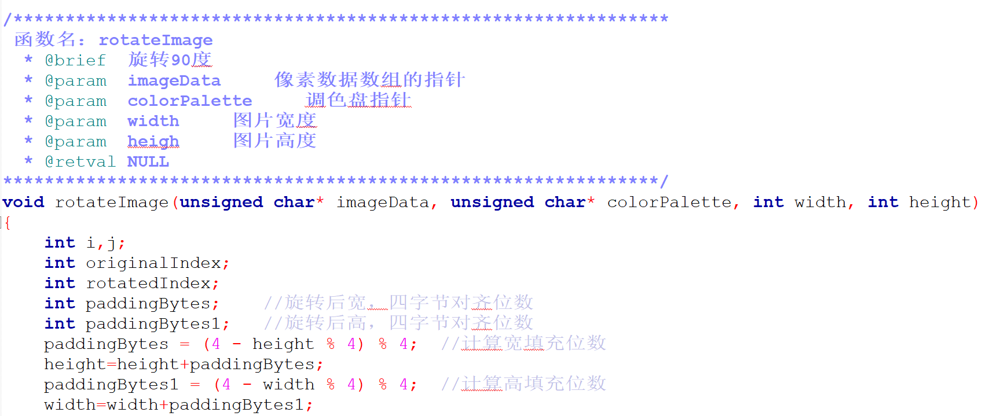 /***************************************************************
函数名：rotateImage
* @brief  旋转90度
* @param  imageData     像素数据数组的指针
* @param  colorPalette     调色盘指针
* @param  width     图片宽度
* @param  heigh     图片高度
* @retval NULL
***************************************************************/
void rotateImage(unsigned char* imageData, unsigned char* colorPalette, int width, int height)
{
    int i,j;
    int originalIndex;
    int rotatedIndex;
    int paddingBytes;    //旋转后宽，四字节对齐位数
    int paddingBytes1;   //旋转后高，四字节对齐位数
    paddingBytes = (4 - height % 4) % 4;  //计算宽填充位数
    height=height+paddingBytes;
    paddingBytes1 = (4 - width % 4) % 4;  //计算高填充位数
    width=width+paddingBytes1;